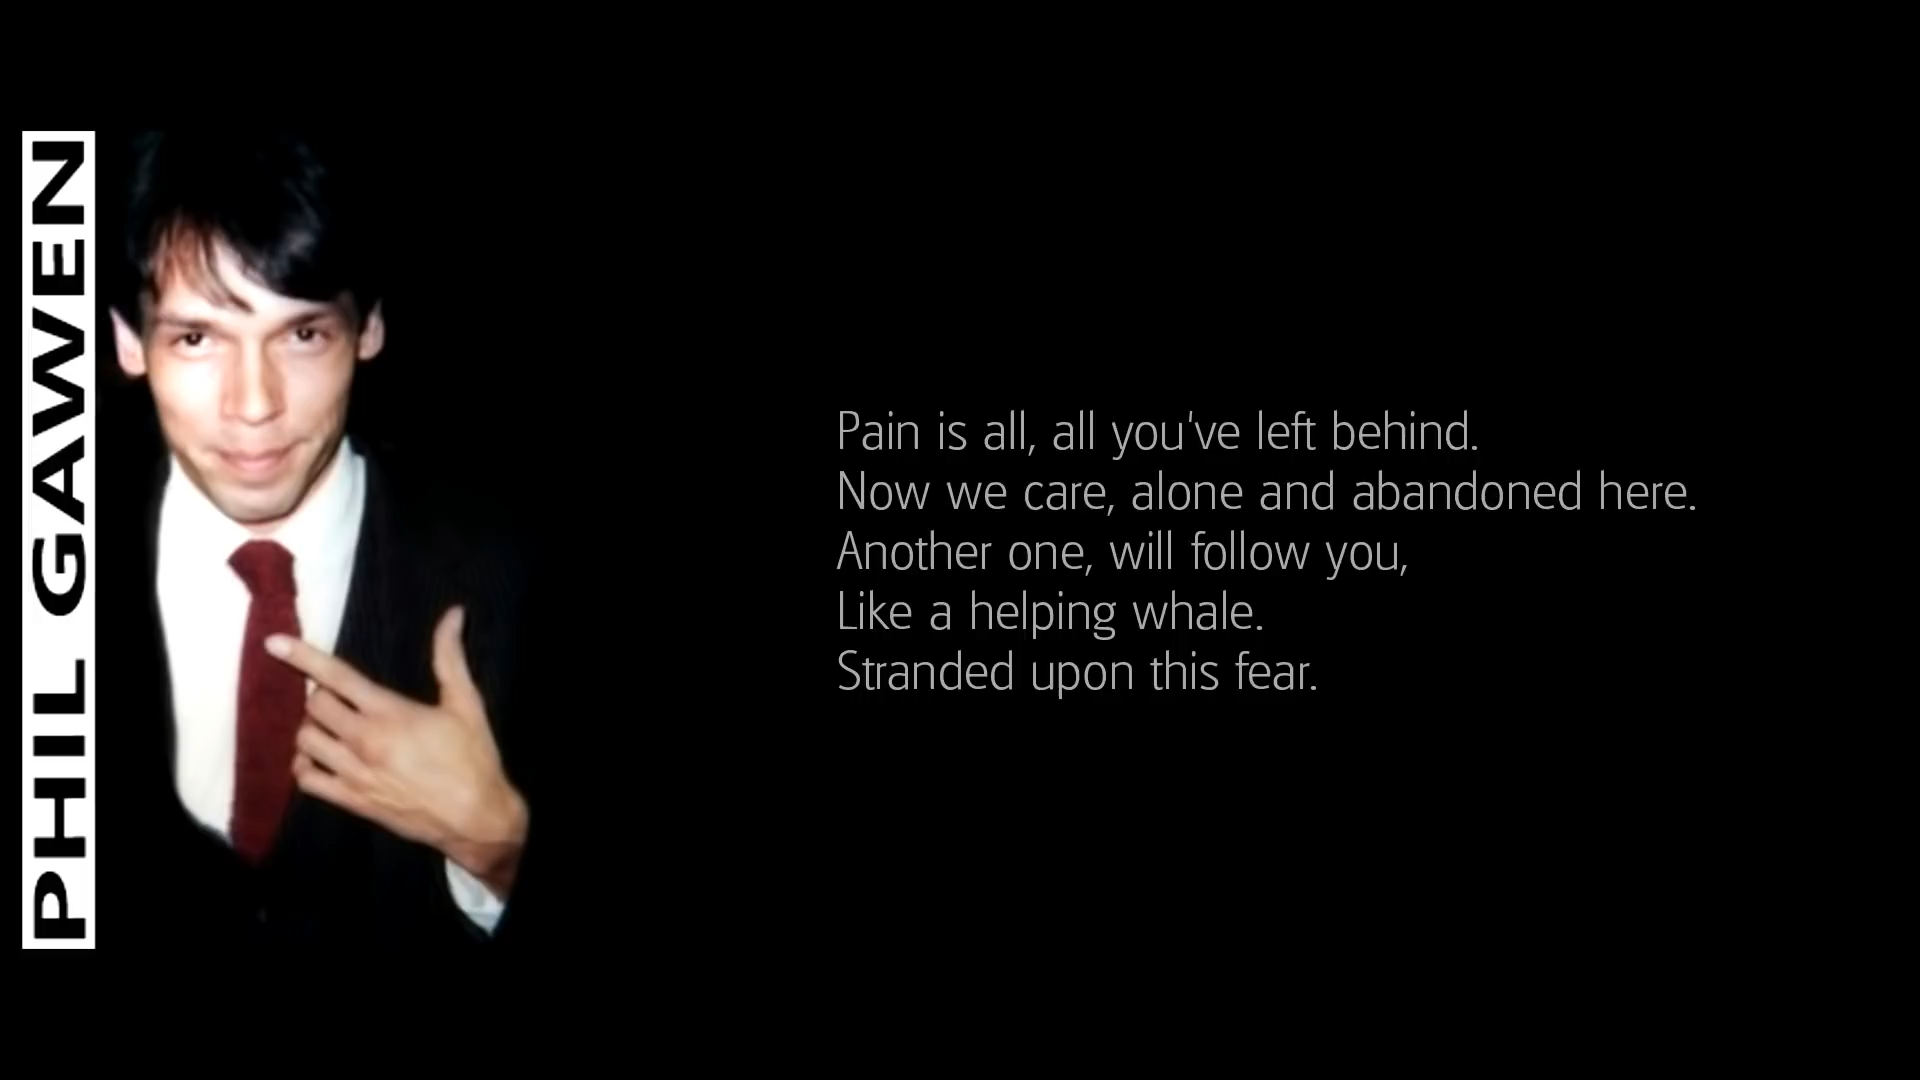 PHIL GAWEN
Pain is all, all you've left behind.
Now we care, alone and abandoned here.
Another one, will follow you,
Like a helping whale.
Stranded upon this fear.